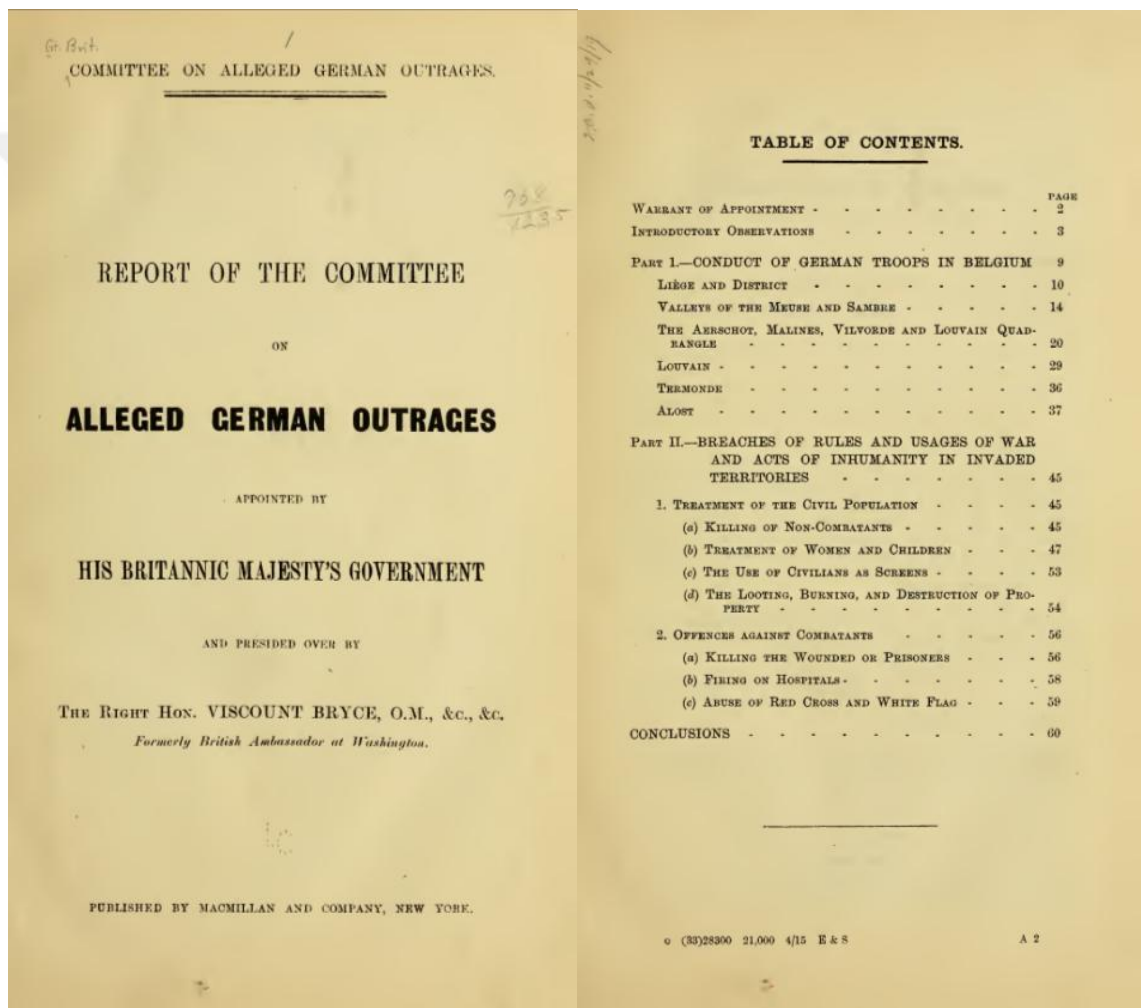 Gt. Brit.
COMMITTEE ON ALLEGED GERMAN OUTRAGES.
REPORT OF THE COMMITTEE
ON
ALLEGED GERMAN OUTRAGES
APPOINTED BY
HIS BRITANNIC MAJESTY'S GOVERNMENT
AND PRESIDED OVER BY
THE RIGHT HON. VISCOUNT BRYCE, O.M., &c., &c.
Formerly British Ambassador at Washington.
PUBLISHED BY MACMILLAN AND COMPANY, NEW YORK.
TABLE OF CONTENTS.
PAGE
WARRANT OF APPOINTMENT - - - - - - - - 2
INTRODUCTORY OBSERVATIONS - - - - - - 3
PART I.—CONDUCT OF GERMAN TROOPS IN BELGIUM 9
LIÈGE AND DISTRICT - - - - - - - - - 10
VALLEYS OF THE MEUSE AND SAMBRE - - - - - 14
THE AERSCHOT, MALINES, VILVORDE AND LOUVAIN QUAD-
RANGLE - - - - - - - - - - 20
LOUVAIN - - - - - - - - - - - 29
TERMONDE - - - - - - - - - - 36
ALOST - - - - - - - - - - - 37
PART II.—BREACHES OF RULES AND USAGES OF WAR
AND ACTS OF INHUMANITY IN INVADED
TERRITORIES - - - - - - - 45
1. TREATMENT OF THE CIVIL POPULATION - - - - 45
(a) KILLING OF NON-COMBATANTS - - - - - 45
(b) TREATMENT OF WOMEN AND CHILDREN - - - 47
(c) THE USE OF CIVILIANS AS SCREENS - - - - 53
(d) THE LOOTING, BURNING, AND DESTRUCTION OF PRO-
PERTY - - - - - - - - - 54
2. OFFENCES AGAINST COMBATANTS - - - - - 56
(a) KILLING THE WOUNDED OR PRISONERS - - - 56
(b) FIRING ON HOSPITALS - - - - - - - 58
(c) ABUSE OF RED CROSS AND WHITE FLAG - - - 59
CONCLUSIONS - - - - - - - - - 60
o (33)28300 21,000 4/15 E & S A 2